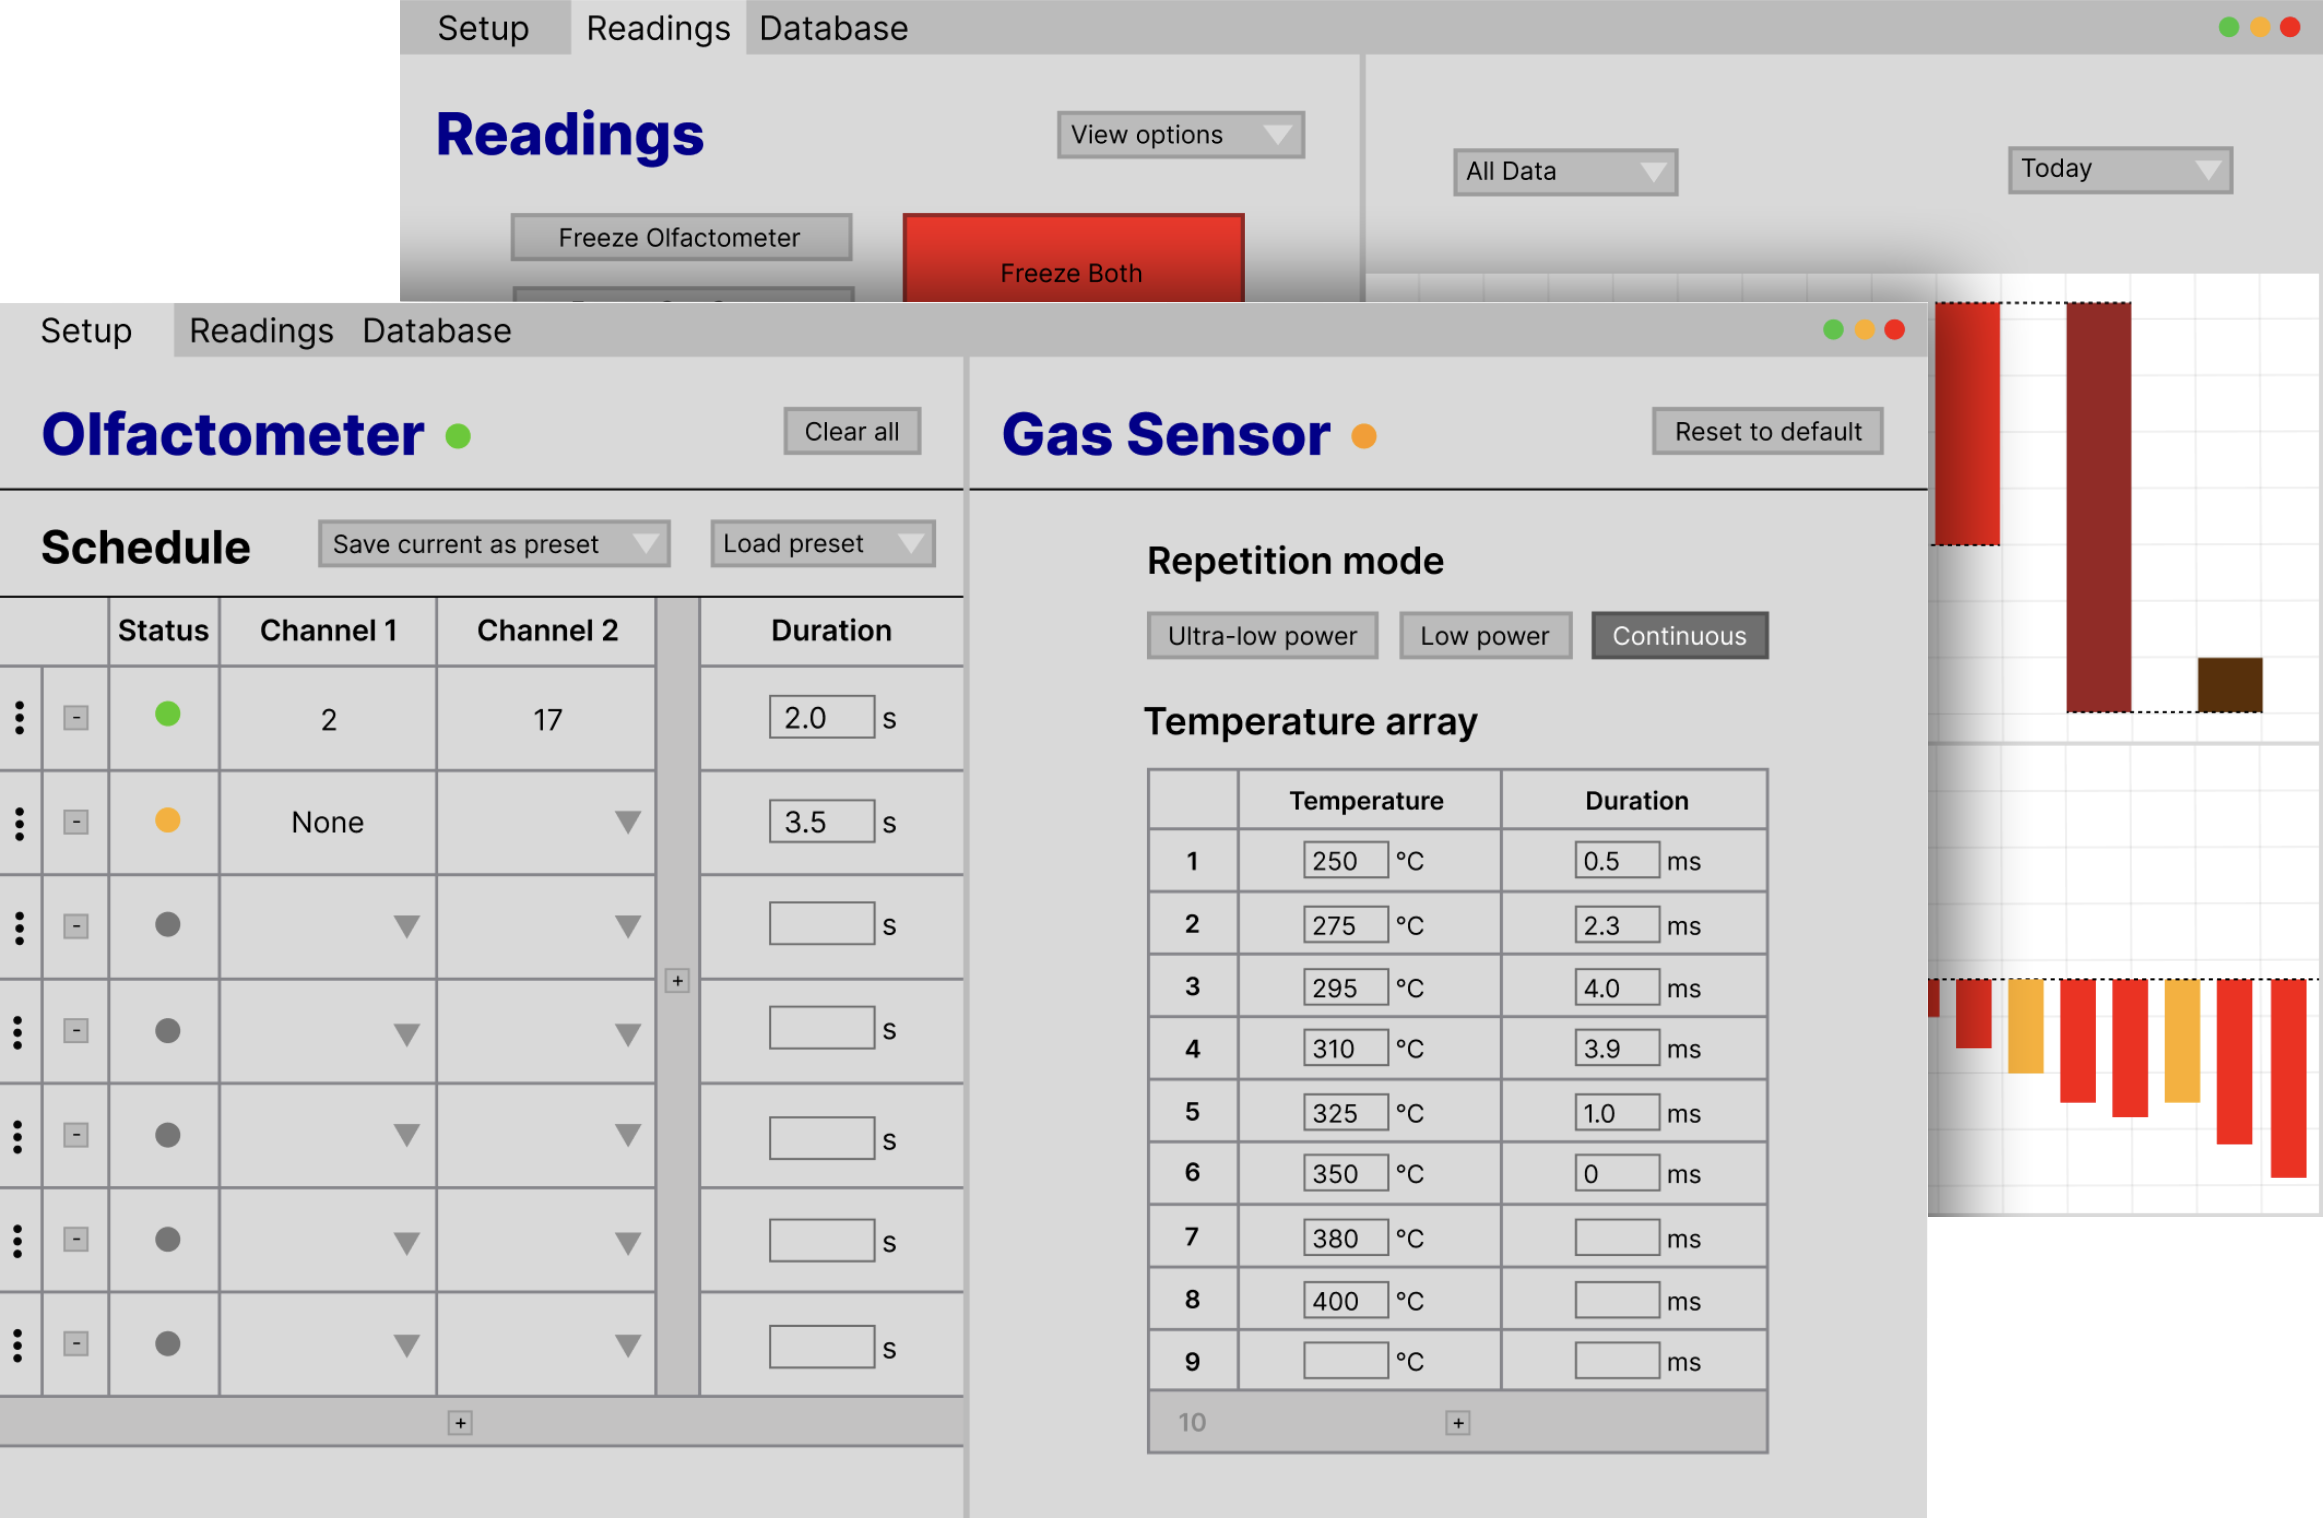 Setup Readings Database
Readings View options
All Data Today
Freeze Olfactometer
Freeze Both
Setup Readings Database
Olfactometer Clear all
Schedule Save current as preset Load preset
Status Channel 1 Channel 2 Duration
- 2 17 2.0 s
- None 3.5 s
- s
+
- s
- s
- s
- s
+
Gas Sensor Reset to default
Repetition mode
Ultra-low power Low power Continuous
Temperature array
Temperature Duration
1 250 °C 0.5 ms
2 275 °C 2.3 ms
3 295 °C 4.0 ms
4 310 °C 3.9 ms
5 325 °C 1.0 ms
6 350 °C 0 ms
7 380 °C ms
8 400 °C ms
9 °C ms
10 +